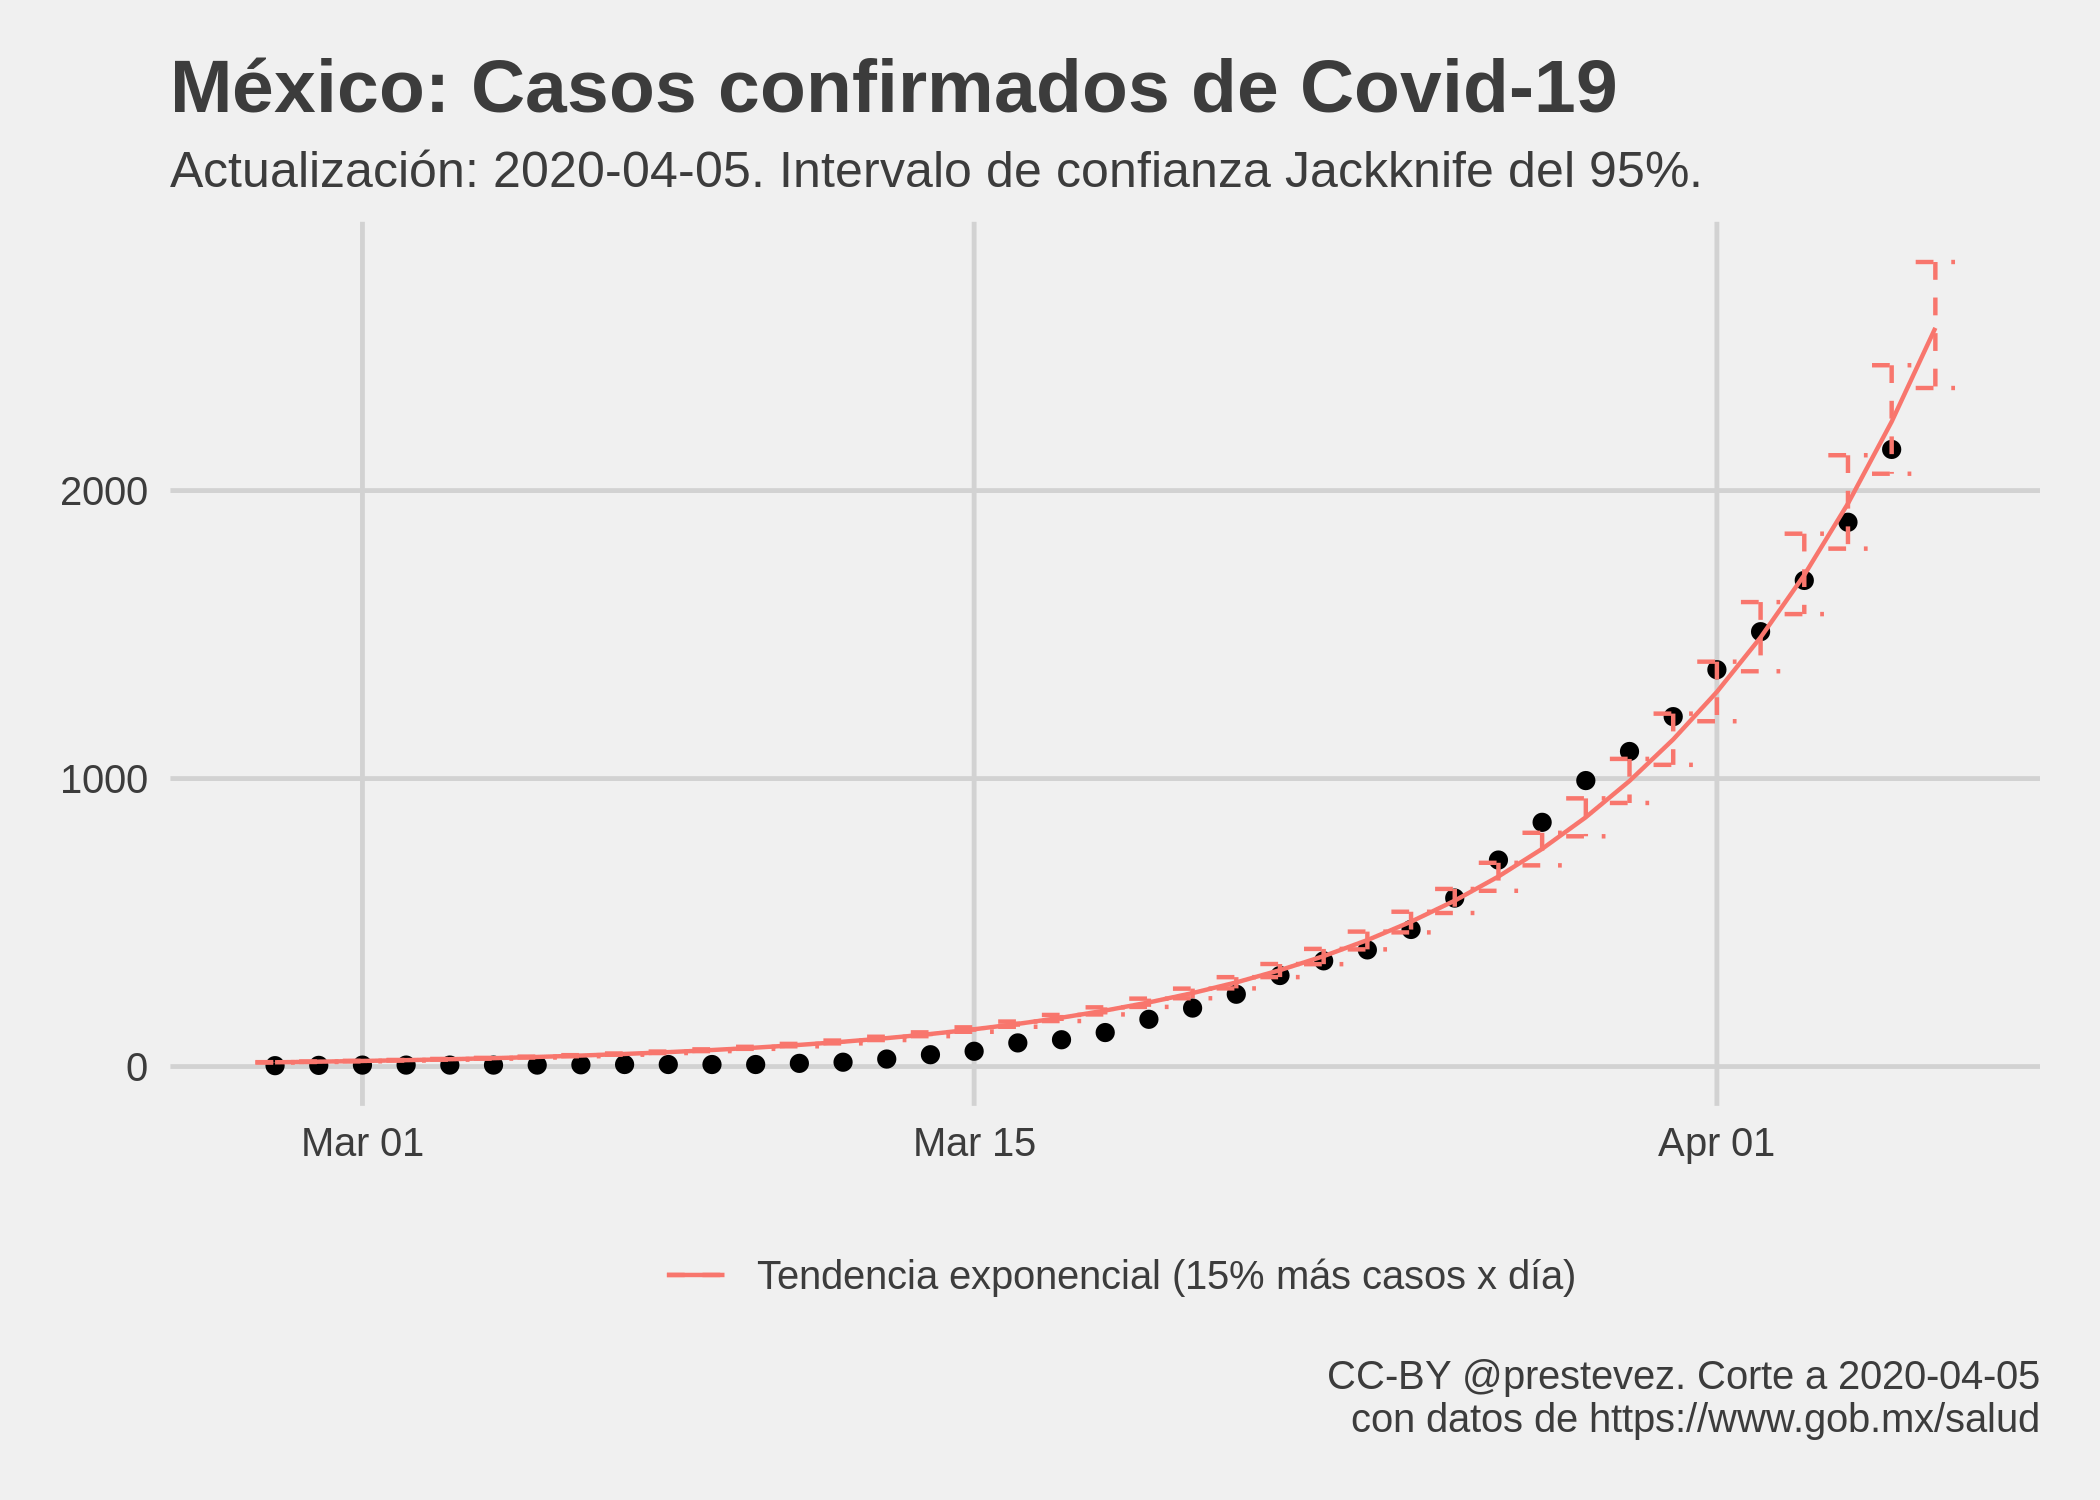 México: Casos confirmados de Covid-19
Actualización: 2020-04-05. Intervalo de confianza Jackknife del 95%.
2000
1000
0
Mar 01
Mar 15
Apr 01
Tendencia exponencial (15% más casos x día)
CC-BY @prestevez. Corte a 2020-04-05
con datos de https://www.gob.mx/salud